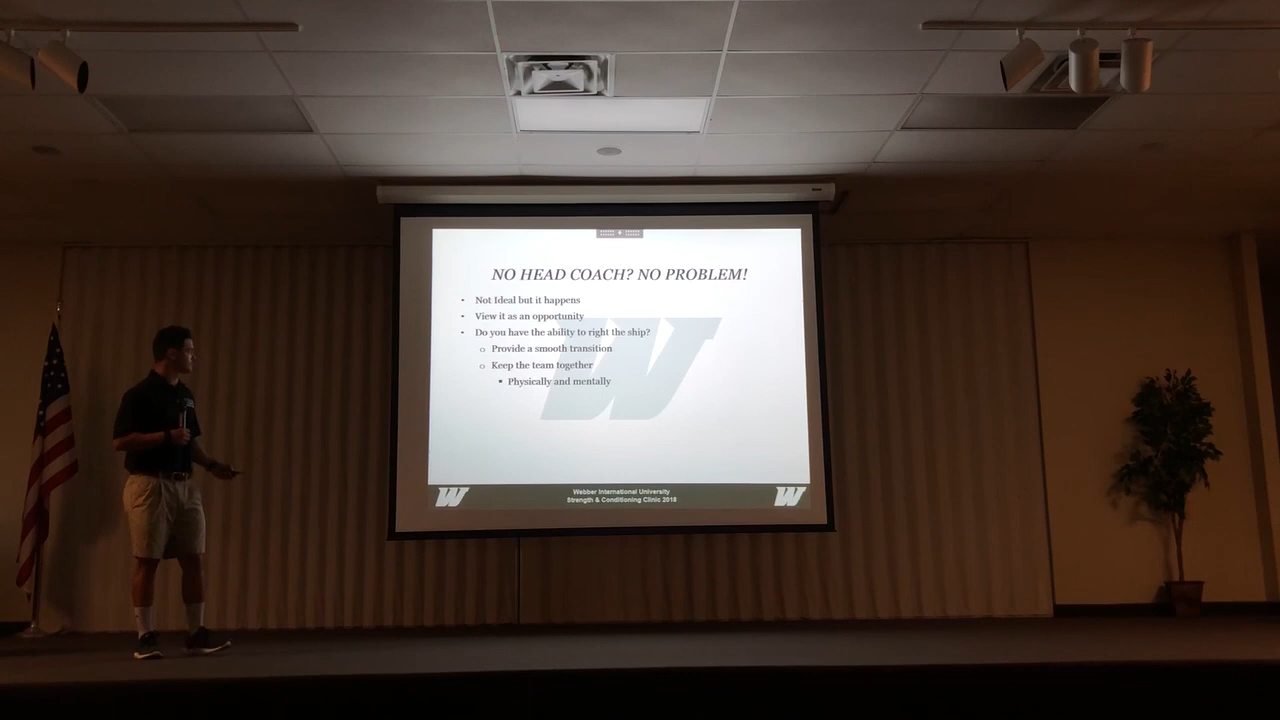 NO HEAD COACH? NO PROBLEM!
• Not Ideal but it happens
• View it as an opportunity
• Do you have the ability to right the ship?
o Provide a smooth transition
o Keep the team together
▪ Physically and mentally
W
W
Webber International University
Strength & Conditioning Clinic 2018
W